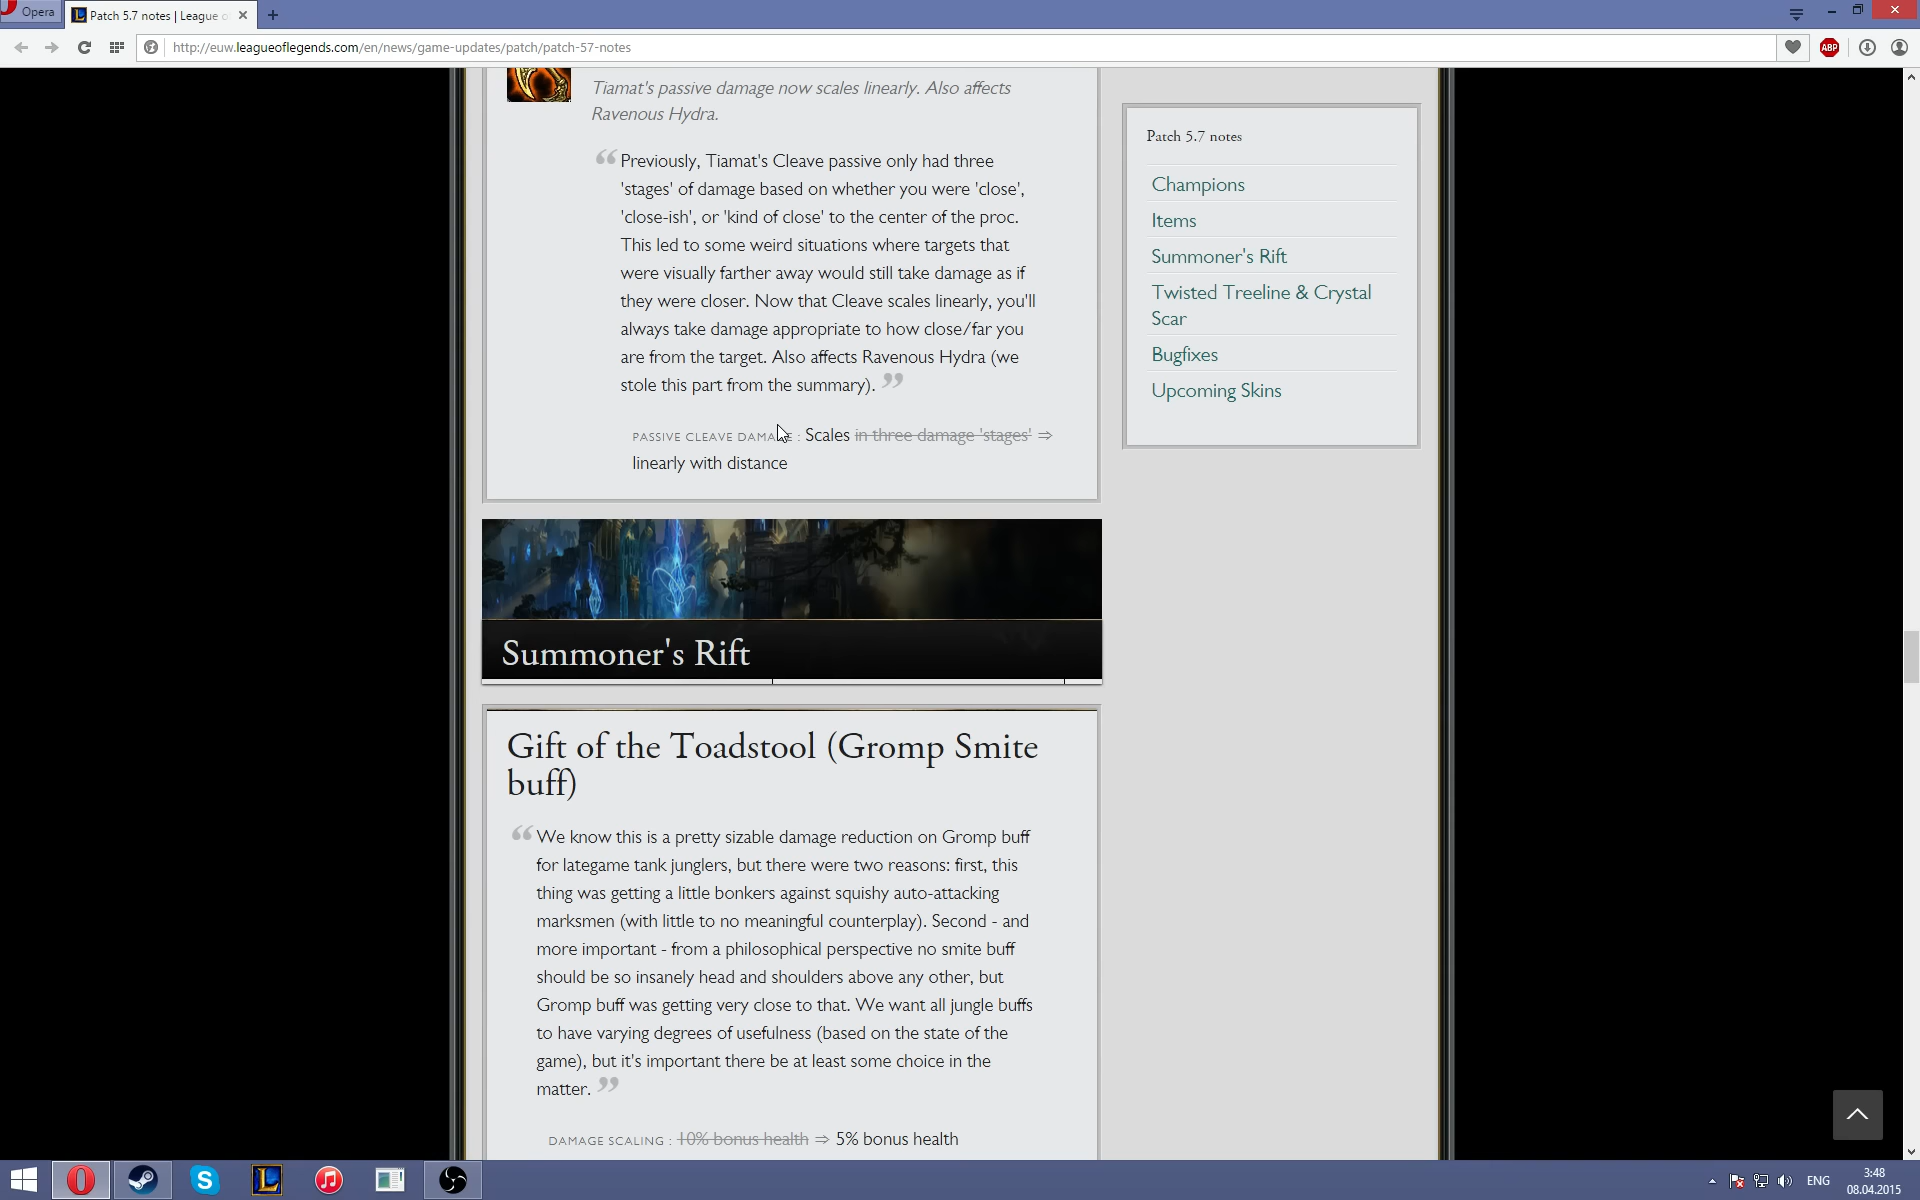 Opera
Patch 5.7 notes | League o
http://euw.leagueoflegends.com/en/news/game-updates/patch/patch-57-notes
ABP
Tiamat's passive damage now scales linearly. Also affects
Ravenous Hydra.
“Previously, Tiamat's Cleave passive only had three
'stages' of damage based on whether you were 'close',
'close-ish', or 'kind of close' to the center of the proc.
This led to some weird situations where targets that
were visually farther away would still take damage as if
they were closer. Now that Cleave scales linearly, you'll
always take damage appropriate to how close/far you
are from the target. Also affects Ravenous Hydra (we
stole this part from the summary). ”
PASSIVE CLEAVE DAMAGE : Scales in three damage 'stages' ⇒
linearly with distance
Summoner's Rift
Gift of the Toadstool (Gromp Smite
buff)
“We know this is a pretty sizable damage reduction on Gromp buff
for lategame tank junglers, but there were two reasons: first, this
thing was getting a little bonkers against squishy auto-attacking
marksmen (with little to no meaningful counterplay). Second - and
more important - from a philosophical perspective no smite buff
should be so insanely head and shoulders above any other, but
Gromp buff was getting very close to that. We want all jungle buffs
to have varying degrees of usefulness (based on the state of the
game), but it's important there be at least some choice in the
matter. ”
DAMAGE SCALING : 10% bonus health ⇒ 5% bonus health
Patch 5.7 notes
Champions
Items
Summoner's Rift
Twisted Treeline & Crystal
Scar
Bugfixes
Upcoming Skins
ENG
3:48
08.04.2015